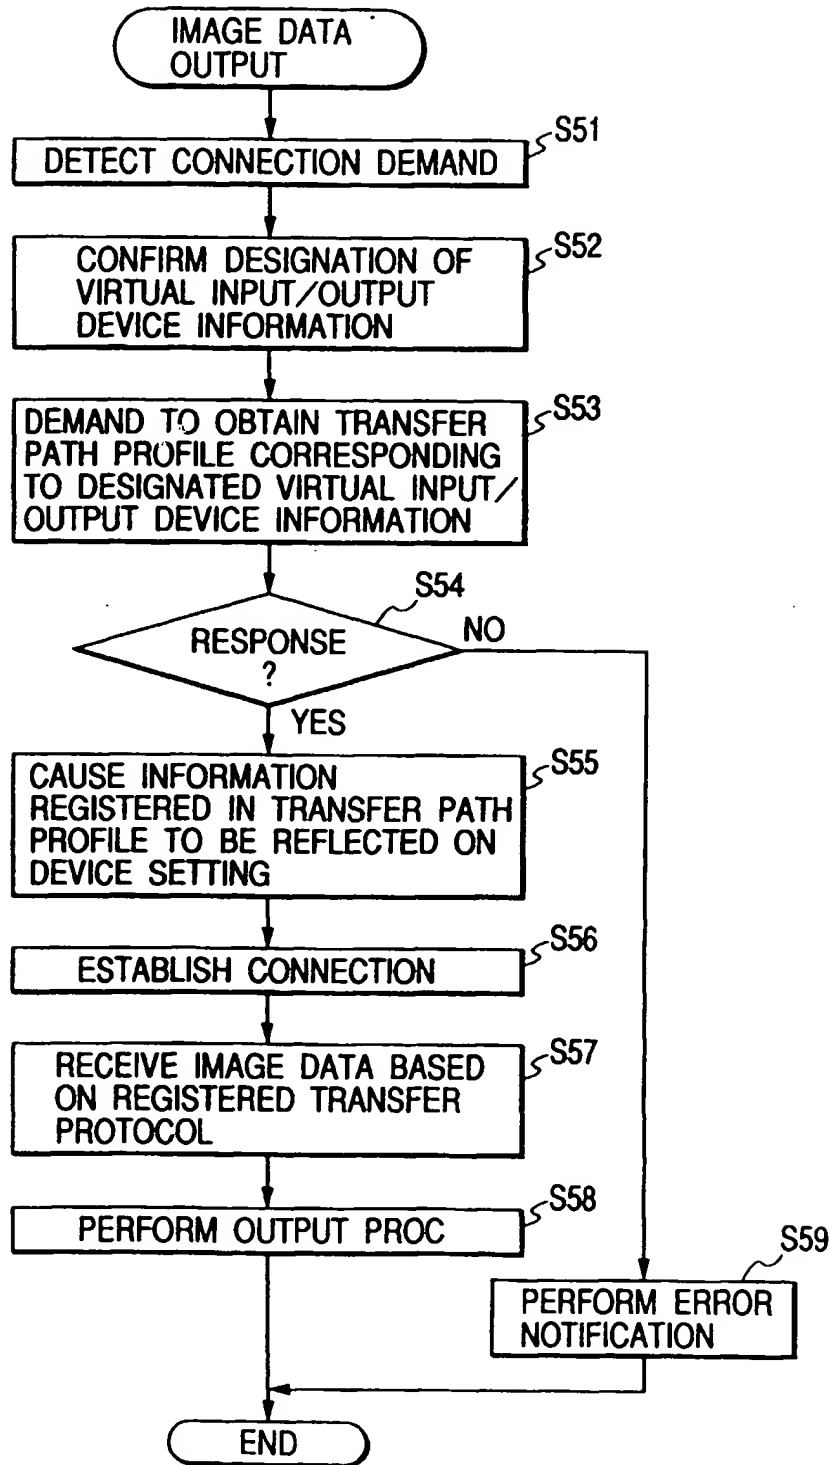 IMAGE DATA
OUTPUT
S51
DETECT CONNECTION DEMAND
S52
CONFIRM DESIGNATION OF
VIRTUAL INPUT/OUTPUT
DEVICE INFORMATION
S53
DEMAND TO OBTAIN TRANSFER
PATH PROFILE CORRESPONDING
TO DESIGNATED VIRTUAL INPUT/
OUTPUT DEVICE INFORMATION
S54
RESPONSE
?
NO
YES
S55
CAUSE INFORMATION
REGISTERED IN TRANSFER PATH
PROFILE TO BE REFLECTED ON
DEVICE SETTING
S56
ESTABLISH CONNECTION
S57
RECEIVE IMAGE DATA BASED
ON REGISTERED TRANSFER
PROTOCOL
S58
PERFORM OUTPUT PROC
S59
PERFORM ERROR
NOTIFICATION
END